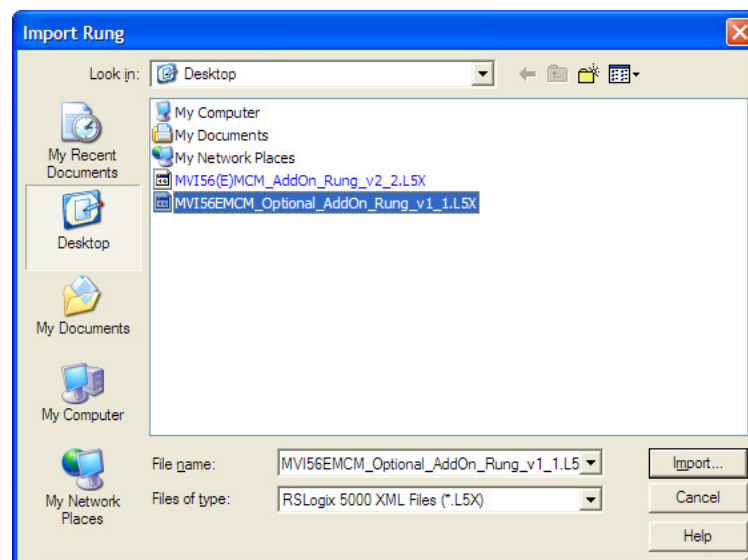 Import Rung
Look in:
Desktop
My Recent
Documents
Desktop
My Documents
My Computer
My Network
Places
My Computer
My Documents
My Network Places
MVI56(E)MCM_AddOn_Rung_v2_2.L5X
MVI56EMCM_Optional_AddOn_Rung_v1_1.L5X
File name:
MVI56EMCM_Optional_AddOn_Rung_v1_1.L5
Import...
Files of type:
RSLogix 5000 XML Files (*.L5X)
Cancel
Help